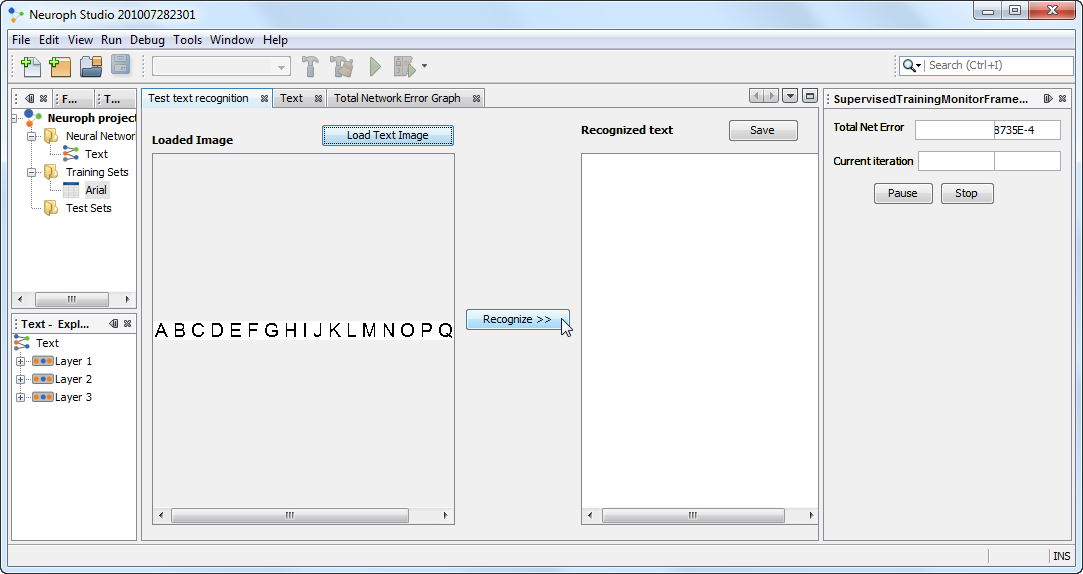 Neuroph Studio 201007282301
File Edit View Run Debug Tools Window Help
Search (Ctrl+I)
F... T...
Neuroph project
Neural Networ
Text
Training Sets
Arial
Test Sets
Text - Expl...
Text
Layer 1
Layer 2
Layer 3
Test text recognition Text Total Network Error Graph
Loaded Image Load Text Image
A B C D E F G H I J K L M N O P Q
Recognize >>
Recognized text Save
SupervisedTrainingMonitorFrame...
Total Net Error 8735E-4
Current iteration
Pause Stop
INS